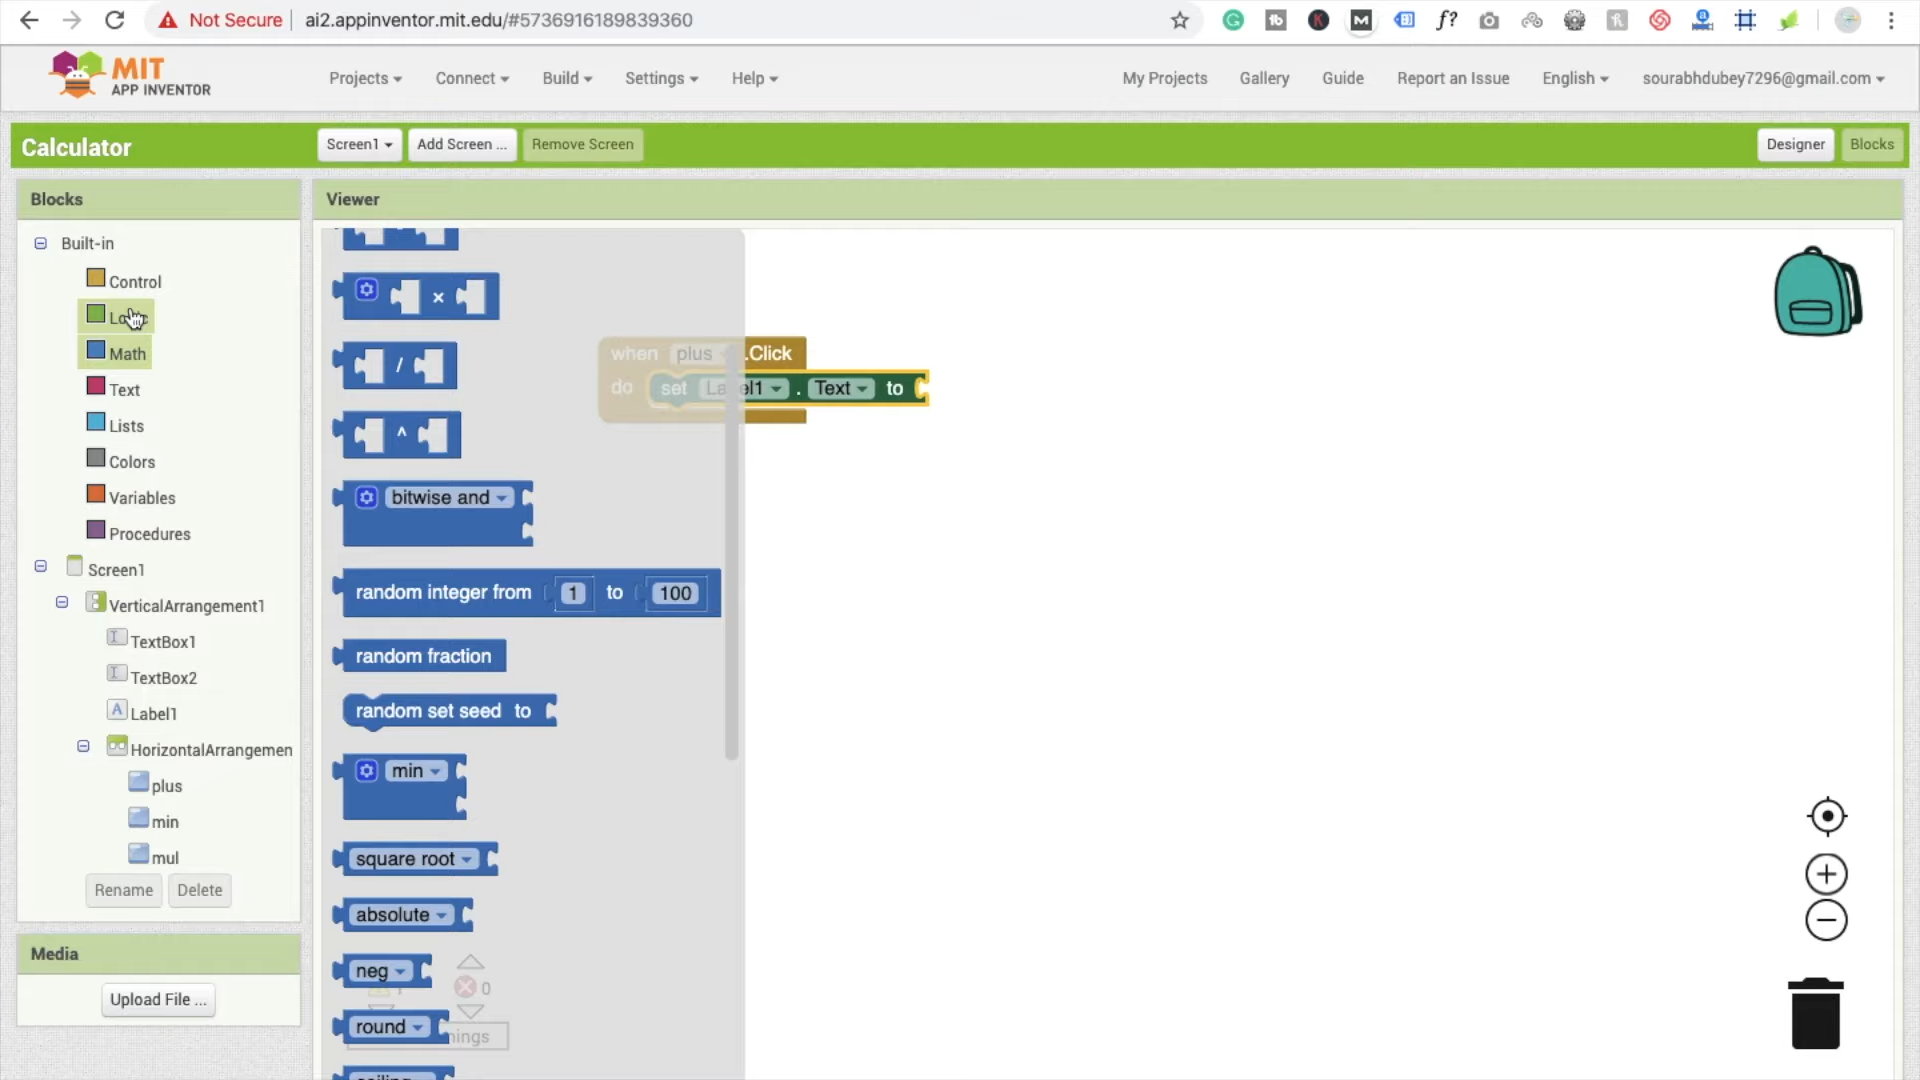 Not Secure ai2.appinventor.mit.edu/#5736916189839360
MIT
APP INVENTOR
Projects Connect Build Settings Help My Projects Gallery Guide Report an Issue English sourabhdubey7296@gmail.com
Calculator Screen1 Add Screen ... Remove Screen Designer Blocks
Blocks Viewer
Built-in
Control
×
Math
when plus .Click
/
Text
do set Label1 . Text to
Lists
^
Colors
Variables
bitwise and
Procedures
Screen1
random integer from 1 to 100
VerticalArrangement1
TextBox1
random fraction
TextBox2
Label1
random set seed to
HorizontalArrangemen
min
plus
min
mul
square root
Rename Delete
absolute
Media
neg
0
Upload File ...
round